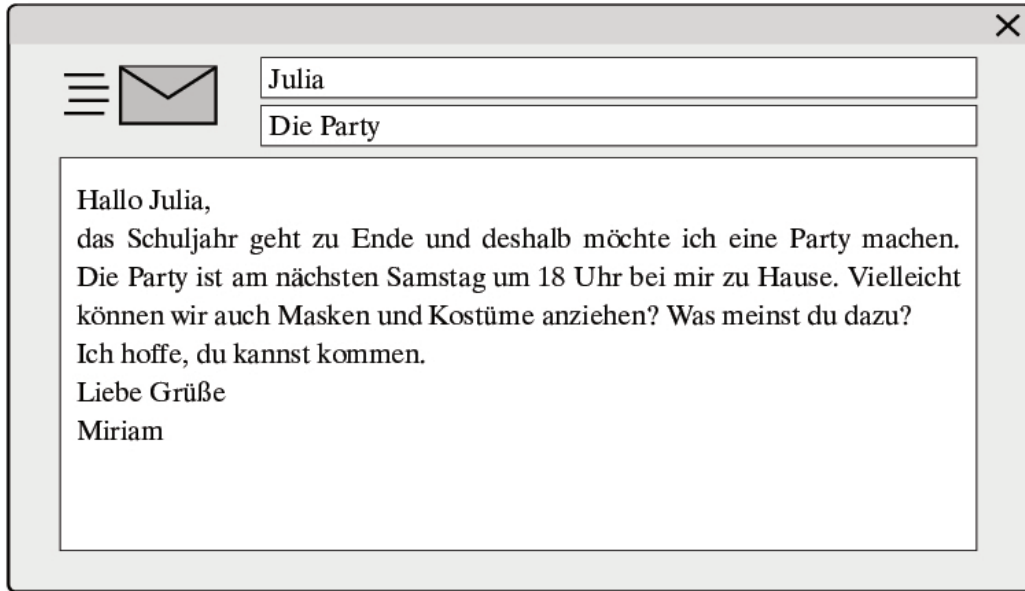 Julia
Die Party
Hallo Julia,
das Schuljahr geht zu Ende und deshalb möchte ich eine Party machen.
Die Party ist am nächsten Samstag um 18 Uhr bei mir zu Hause. Vielleicht
können wir auch Masken und Kostüme anziehen? Was meinst du dazu?
Ich hoffe, du kannst kommen.
Liebe Grüße
Miriam